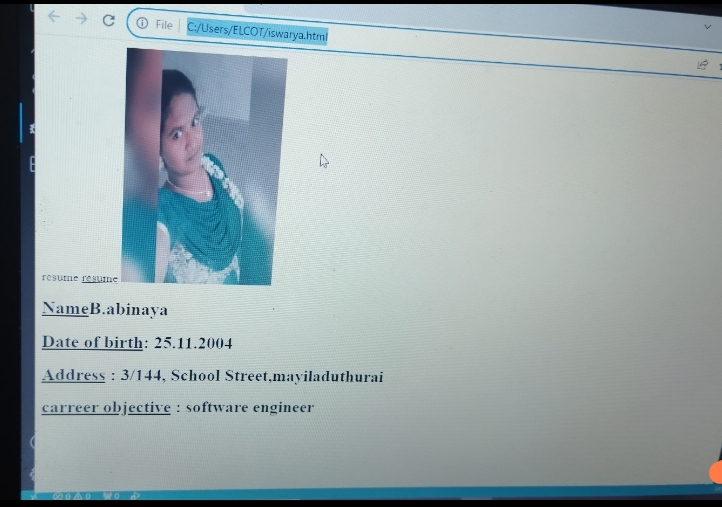 File C:/Users/ELCOT/iswarya.html
resume resume
NameB.abinaya
Date of birth: 25.11.2004
Address : 3/144, School Street,mayiladuthurai
carreer objective : software engineer